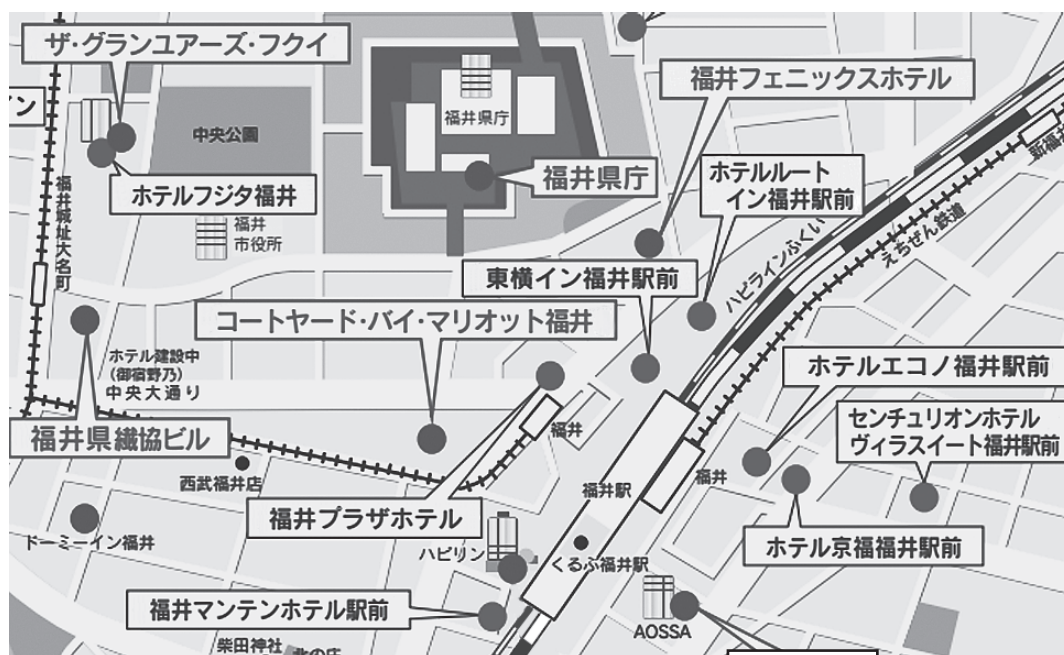 ザ・グランユアーズ・フクイ
イン
中央公園
福井県庁
福井フェニックスホテル
ホテルフジタ福井
福井県庁
ホテルルート
イン福井駅前
福井
市役所
福井城址大名町
東横イン福井駅前
ハピラインふくい
えちぜん鉄道
コートヤード・バイ・マリオット福井
ホテル建設中
(御宿野乃)
中央大通り
ホテルエコノ福井駅前
センチュリオンホテル
ヴィラスイート福井駅前
福井県繊協ビル
福井
西武福井店
福井駅
福井
福井プラザホテル
ドーミーイン福井
ハピリン
くるふ福井駅
ホテル京福福井駅前
福井マンテンホテル駅前
AOSSA
柴田神社